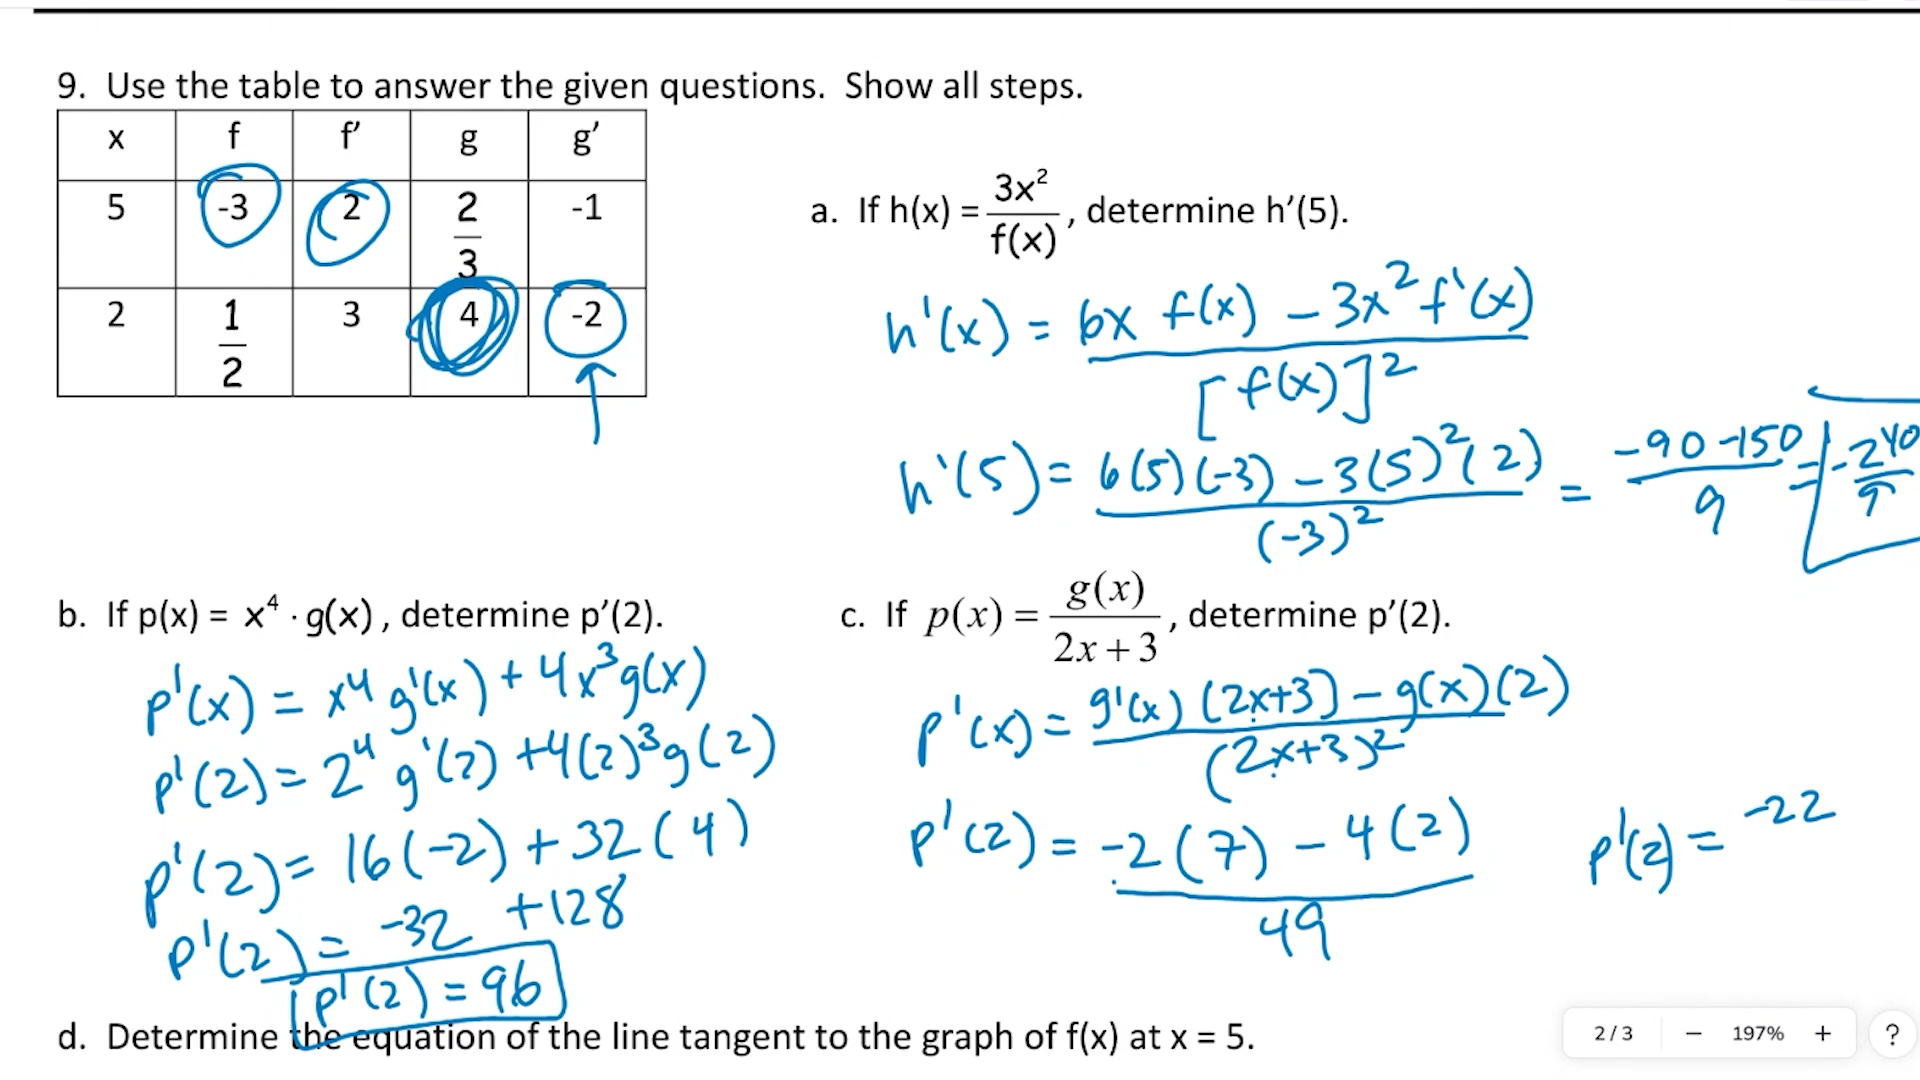 9. Use the table to answer the given questions. Show all steps.
x f f' g g'
5 -3 2 2/3 -1
2 1/2 3 4 -2
a. If h(x) = 3x²/f(x), determine h'(5).
h'(x) = 6x f(x) - 3x² f'(x) / [f(x)]²
h'(5) = 6(5)(-3) - 3(5)²(2) / (-3)² = -90 -150 / 9 = -240/9
b. If p(x) = x⁴ · g(x), determine p'(2).
p'(x) = x⁴ g'(x) + 4x³ g(x)
p'(2) = 2⁴ g'(2) + 4(2)³ g(2)
p'(2) = 16(-2) + 32(4)
p'(2) = -32 + 128
p'(2) = 96
c. If p(x) = g(x)/2x + 3, determine p'(2).
p'(x) = g'(x)(2x+3) - g(x)(2) / (2x+3)²
p'(2) = -2(7) - 4(2) / 49
p'(2) = -22
d. Determine the equation of the line tangent to the graph of f(x) at x = 5.
2 / 3 − 197% + ?